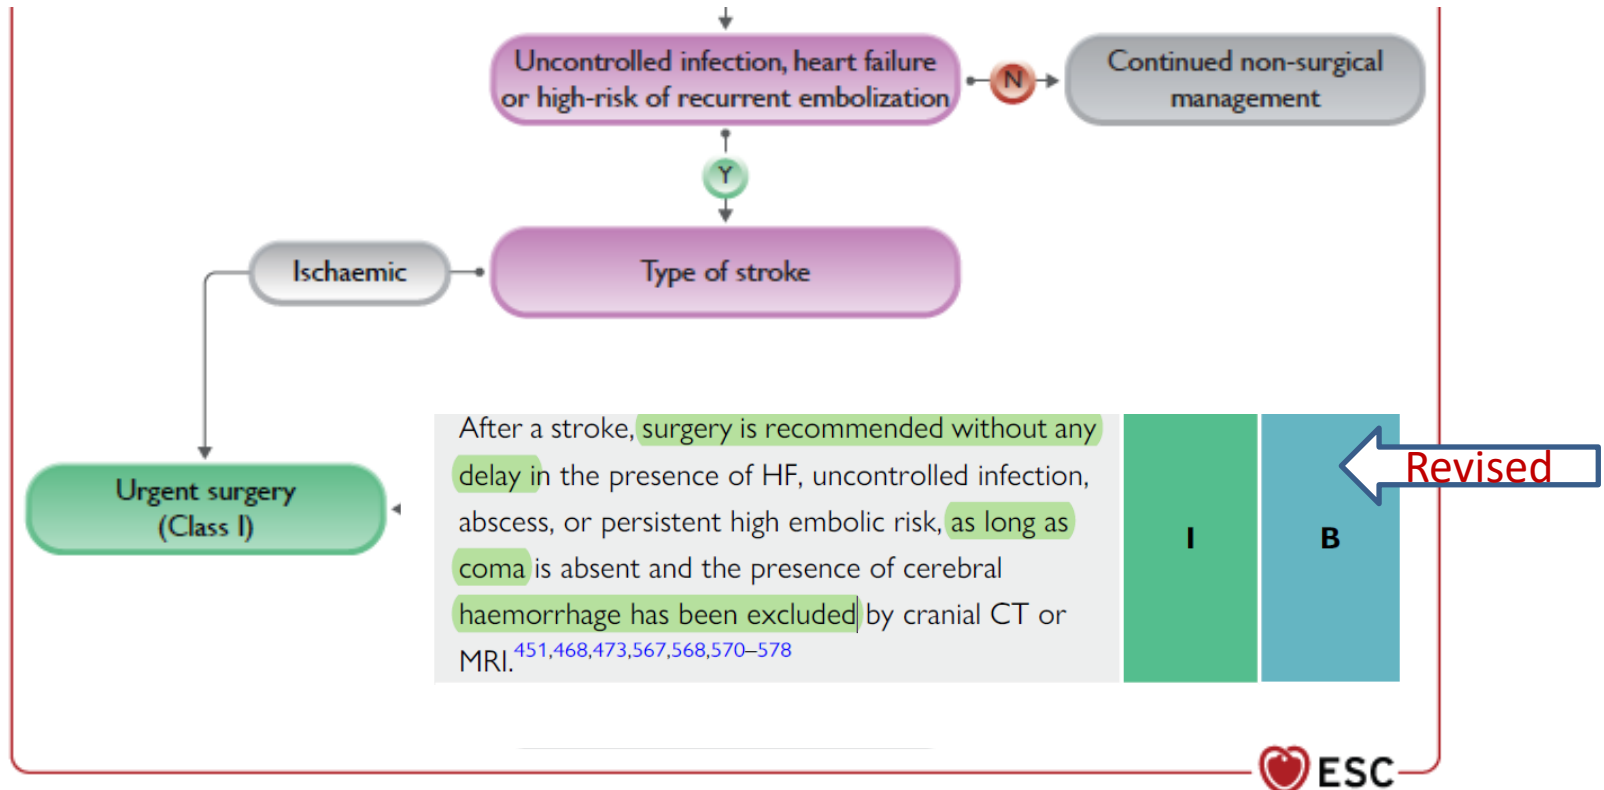 Uncontrolled infection, heart failure
or high-risk of recurrent embolization
N
Continued non-surgical
management
Y
Ischaemic
Type of stroke
Urgent surgery
(Class I)
After a stroke, surgery is recommended without any
delay in the presence of HF, uncontrolled infection,
abscess, or persistent high embolic risk, as long as
coma is absent and the presence of cerebral
haemorrhage has been excluded by cranial CT or
MRI.451,468,473,567,568,570–578
I
B
Revised
ESC